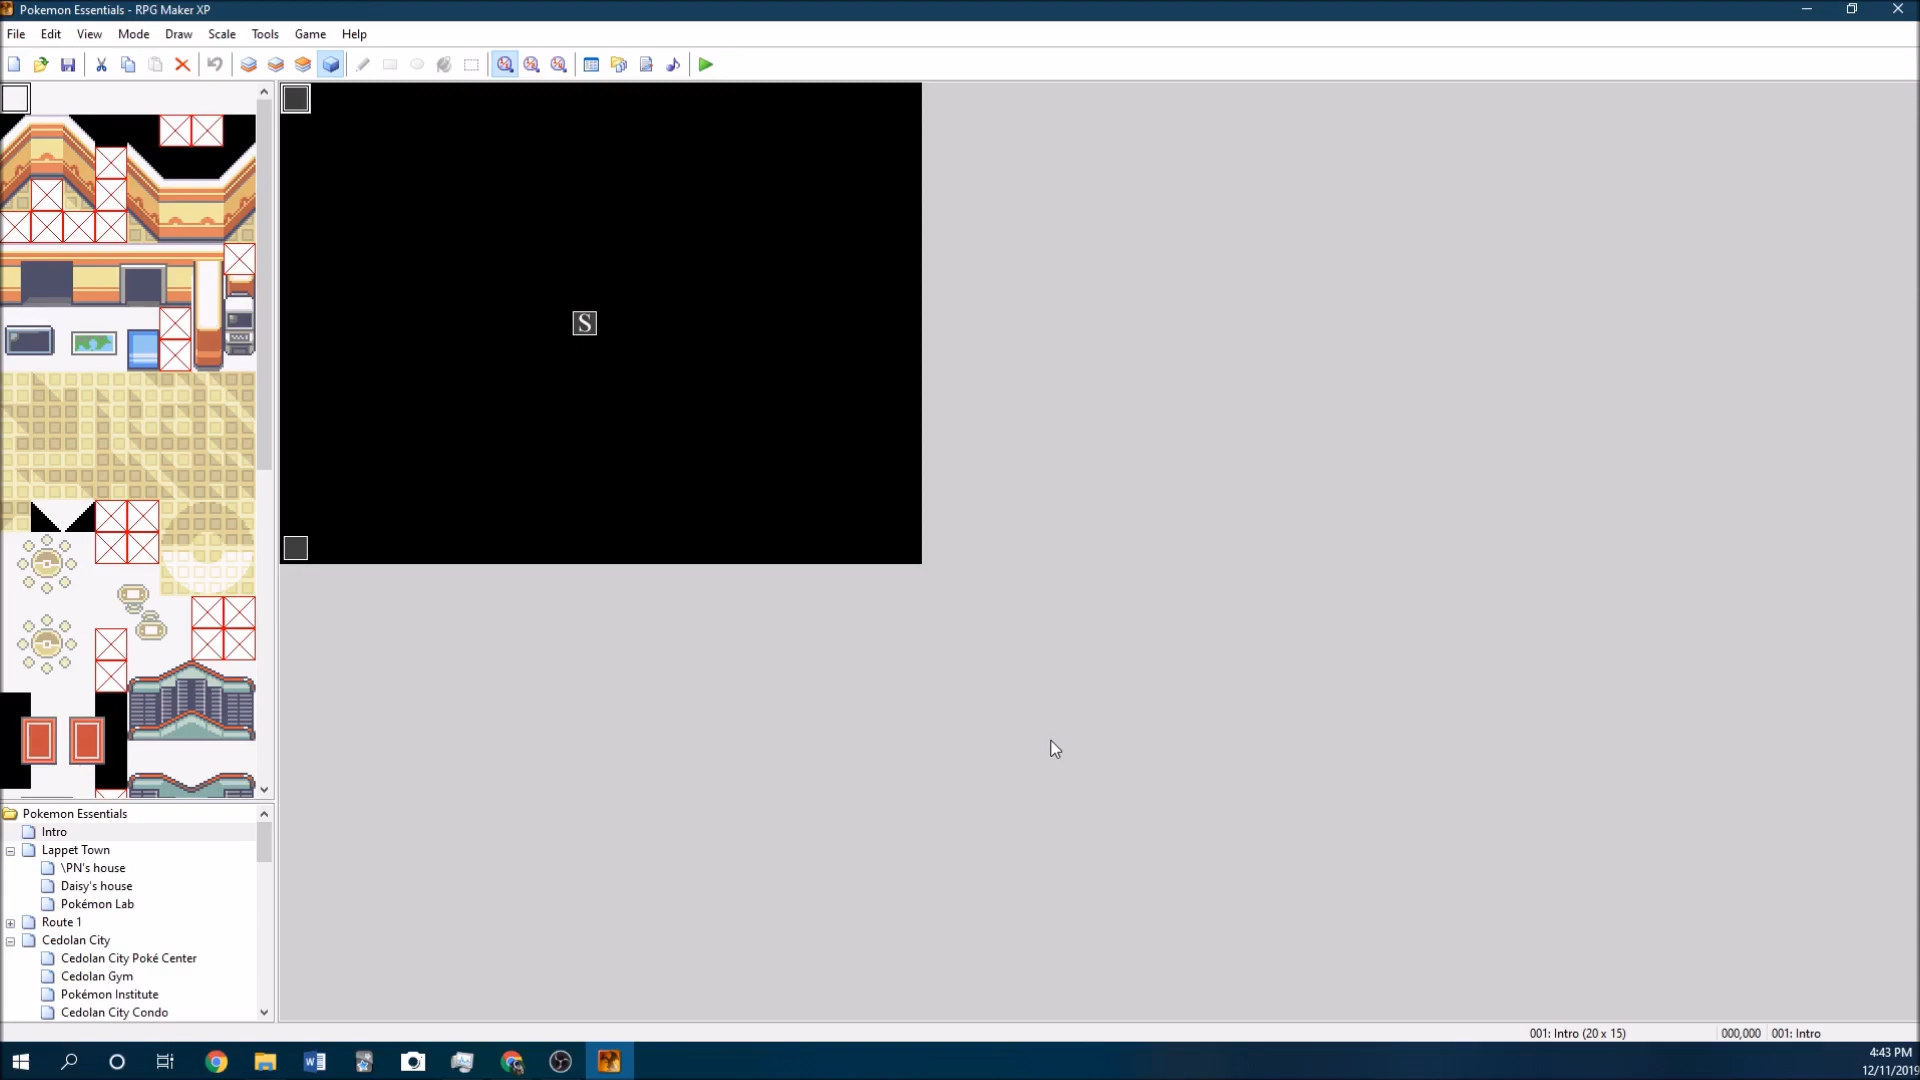 Pokemon Essentials - RPG Maker XP
File Edit View Mode Draw Scale Tools Game Help
S
Pokemon Essentials
Intro
Lappet Town
\PN's house
Daisy's house
Pokémon Lab
Route 1
Cedolan City
Cedolan City Poké Center
Cedolan Gym
Pokémon Institute
Cedolan City Condo
001: Intro (20 x 15) 000,000 001: Intro
4:43 PM
12/11/2019